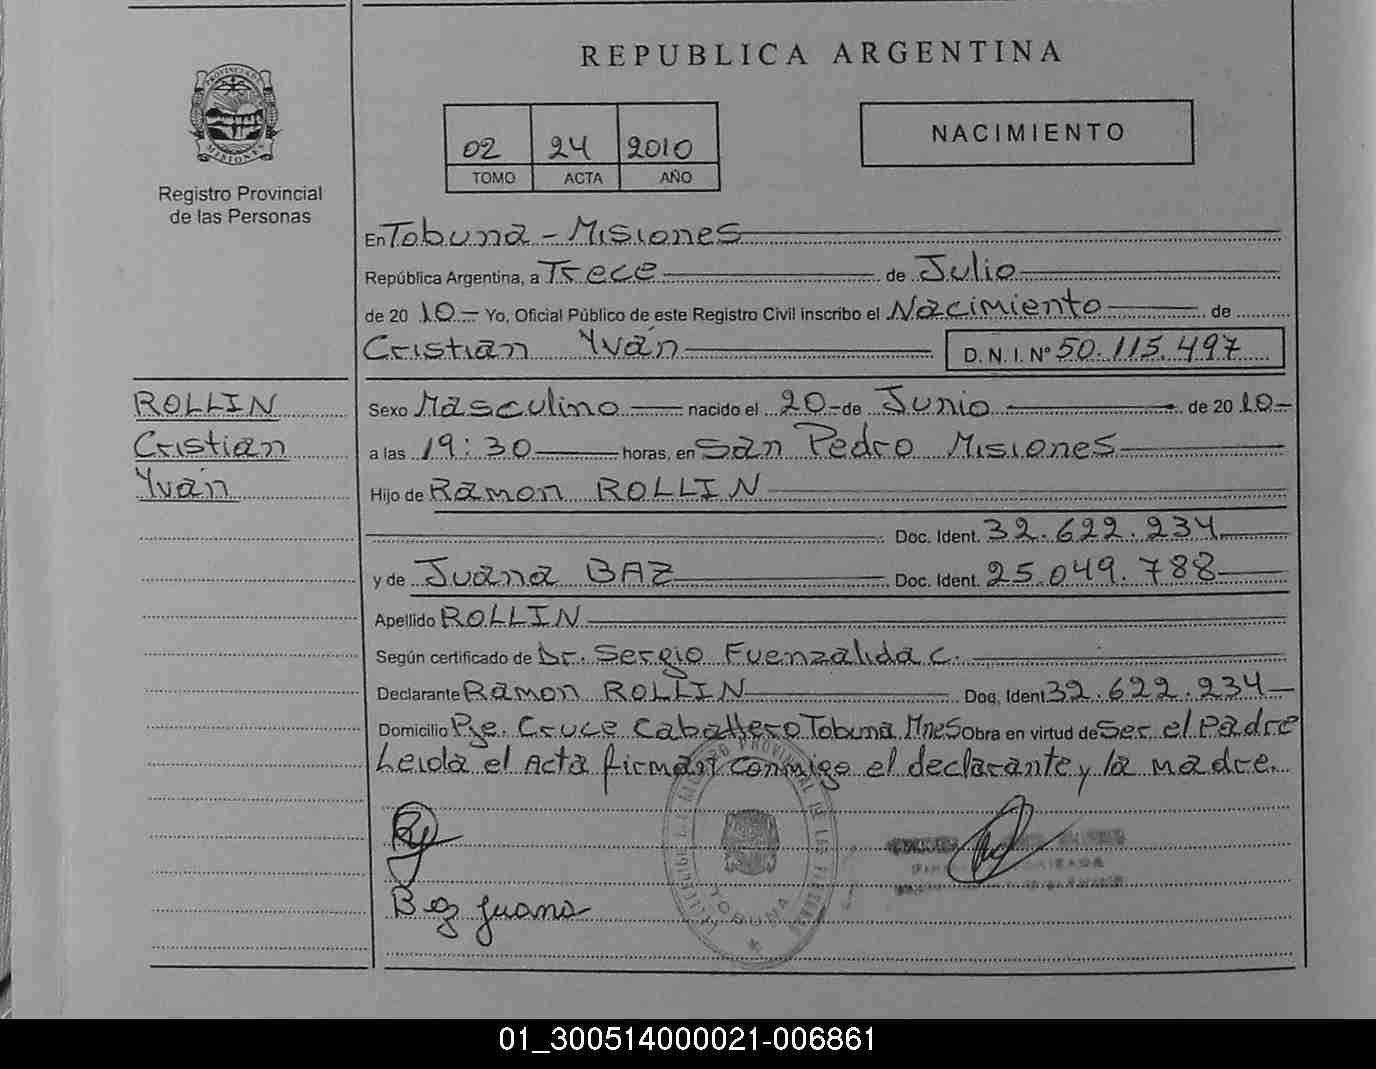 REPUBLICA ARGENTINA
PROVINCIA DE
MISIONES
Registro Provincial
de las Personas
02 24 2010
TOMO ACTA AÑO
NACIMIENTO
En Tobuna - Misiones
República Argentina, a Trece de Julio
de 20 10.- Yo, Oficial Público de este Registro Civil inscribo el Nacimiento de
Cristian Yván D. N. I. Nº 50.115.497
ROLLIN
Cristian
Yván
Sexo Masculino nacido el 20 de Junio de 20 10-
a las 19:30 horas, en San Pedro Misiones
Hijo de Ramon ROLLIN
Doc. Ident. 32.622.234
y de Juana BAZ Doc. Ident. 25.049.788
Apellido ROLLIN
Según certificado de Dr. Sergio Fuenzalida C.
Declarante Ramon ROLLIN Doc. Ident 32.622.234
Domicilio Pje. Cruce Caballero Tobuna Mnes Obra en virtud de Ser el Padre
Leida el Acta firman conmigo el declarante y la madre.
TOBUNA
Baz Juana
01_300514000021-006861